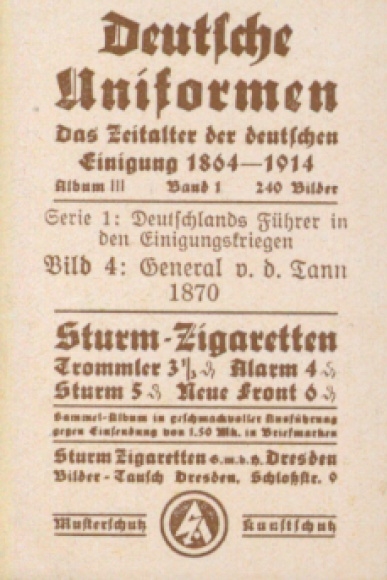 Deutsche
Uniformen
Das Zeitalter der deutschen
Einigung 1864—1914
Album III Band 1 240 Bilder
Serie 1: Deutschlands Führer in
den Einigungskriegen
Bild 4: General v. d. Tann
1870
Sturm-Zigaretten
Trommler 3⅓ ₰ Alarm 4 ₰
Sturm 5 ₰ Neue Front 6 ₰
Sammel-Album in geschmackvoller Ausführung
gegen Einsendung von 1.50 Mk. in Briefmarken
Sturm Zigaretten G.m.b.H. Dresden
Bilder-Tausch Dresden, Schloßstr. 9
Musterschutz Kunstschutz